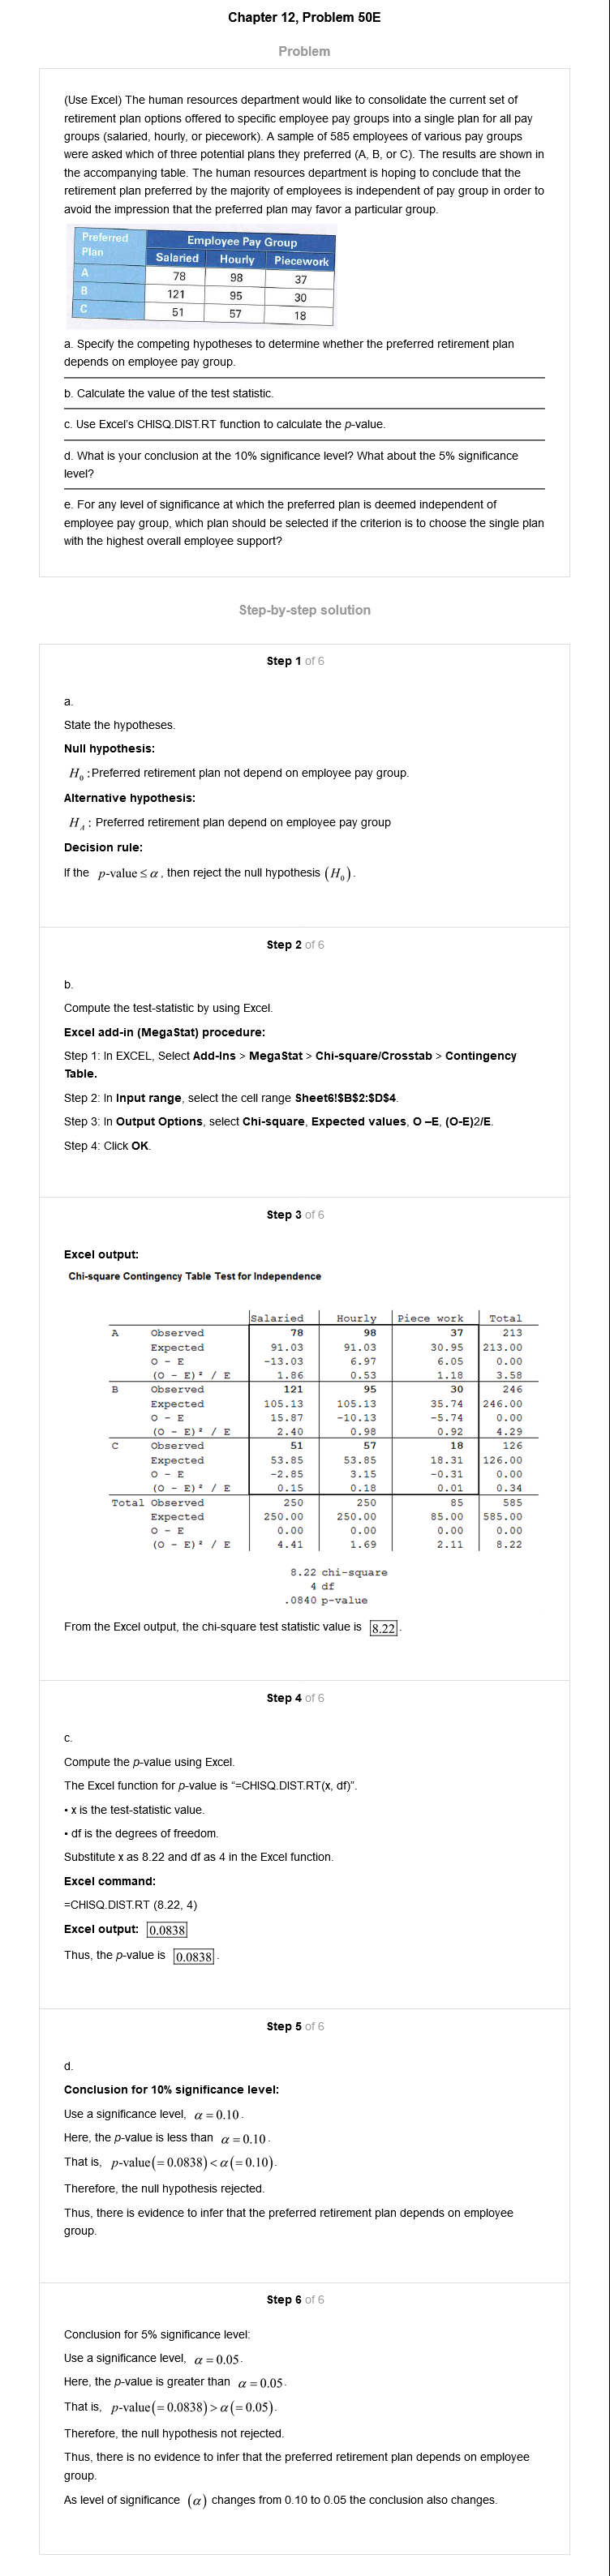 Chapter 12, Problem 50E
Problem
(Use Excel) The human resources department would like to consolidate the current set of
retirement plan options offered to specific employee pay groups into a single plan for all pay
groups (salaried, hourly, or piecework). A sample of 585 employees of various pay groups
were asked which of three potential plans they preferred (A, B, or C). The results are shown in
the accompanying table. The human resources department is hoping to conclude that the
retirement plan preferred by the majority of employees is independent of pay group in order to
avoid the impression that the preferred plan may favor a particular group.
Preferred Employee Pay Group
Plan Salaried Hourly Piecework
A 78 98 37
B 121 95 30
C 51 57 18
a. Specify the competing hypotheses to determine whether the preferred retirement plan
depends on employee pay group.
b. Calculate the value of the test statistic.
c. Use Excel's CHISQ.DIST.RT function to calculate the p-value.
d. What is your conclusion at the 10% significance level? What about the 5% significance
level?
e. For any level of significance at which the preferred plan is deemed independent of
employee pay group, which plan should be selected if the criterion is to choose the single plan
with the highest overall employee support?
Step-by-step solution
Step 1 of 6
a.
State the hypotheses.
Null hypothesis:
H₀ : Preferred retirement plan not depend on employee pay group.
Alternative hypothesis:
H_A : Preferred retirement plan depend on employee pay group
Decision rule:
If the p-value ≤ α , then reject the null hypothesis (H₀) .
Step 2 of 6
b.
Compute the test-statistic by using Excel.
Excel add-in (MegaStat) procedure:
Step 1: In EXCEL, Select Add-Ins > MegaStat > Chi-square/Crosstab > Contingency
Table.
Step 2: In Input range, select the cell range Sheet6!$B$2:$D$4.
Step 3: In Output Options, select Chi-square, Expected values, O –E, (O-E)2/E.
Step 4: Click OK.
Step 3 of 6
Excel output:
Chi-square Contingency Table Test for Independence
Salaried Hourly Piece work Total
A Observed 78 98 37 213
Expected 91.03 91.03 30.95 213.00
O - E -13.03 6.97 6.05 0.00
(O - E)² / E 1.86 0.53 1.18 3.58
B Observed 121 95 30 246
Expected 105.13 105.13 35.74 246.00
O - E 15.87 -10.13 -5.74 0.00
(O - E)² / E 2.40 0.98 0.92 4.29
C Observed 51 57 18 126
Expected 53.85 53.85 18.31 126.00
O - E -2.85 3.15 -0.31 0.00
(O - E)² / E 0.15 0.18 0.01 0.34
Total Observed 250 250 85 585
Expected 250.00 250.00 85.00 585.00
O - E 0.00 0.00 0.00 0.00
(O - E)² / E 4.41 1.69 2.11 8.22
8.22 chi-square
4 df
.0840 p-value
From the Excel output, the chi-square test statistic value is 8.22 .
Step 4 of 6
c.
Compute the p-value using Excel.
The Excel function for p-value is “=CHISQ.DIST.RT(x, df)”.
• x is the test-statistic value.
• df is the degrees of freedom.
Substitute x as 8.22 and df as 4 in the Excel function.
Excel command:
=CHISQ.DIST.RT (8.22, 4)
Excel output: 0.0838
Thus, the p-value is 0.0838 .
Step 5 of 6
d.
Conclusion for 10% significance level:
Use a significance level, α = 0.10 .
Here, the p-value is less than α = 0.10 .
That is, p-value (= 0.0838) < α (= 0.10).
Therefore, the null hypothesis rejected.
Thus, there is evidence to infer that the preferred retirement plan depends on employee
group.
Step 6 of 6
Conclusion for 5% significance level:
Use a significance level, α = 0.05 .
Here, the p-value is greater than α = 0.05 .
That is, p-value (= 0.0838) > α (= 0.05).
Therefore, the null hypothesis not rejected.
Thus, there is no evidence to infer that the preferred retirement plan depends on employee
group.
As level of significance (α) changes from 0.10 to 0.05 the conclusion also changes.